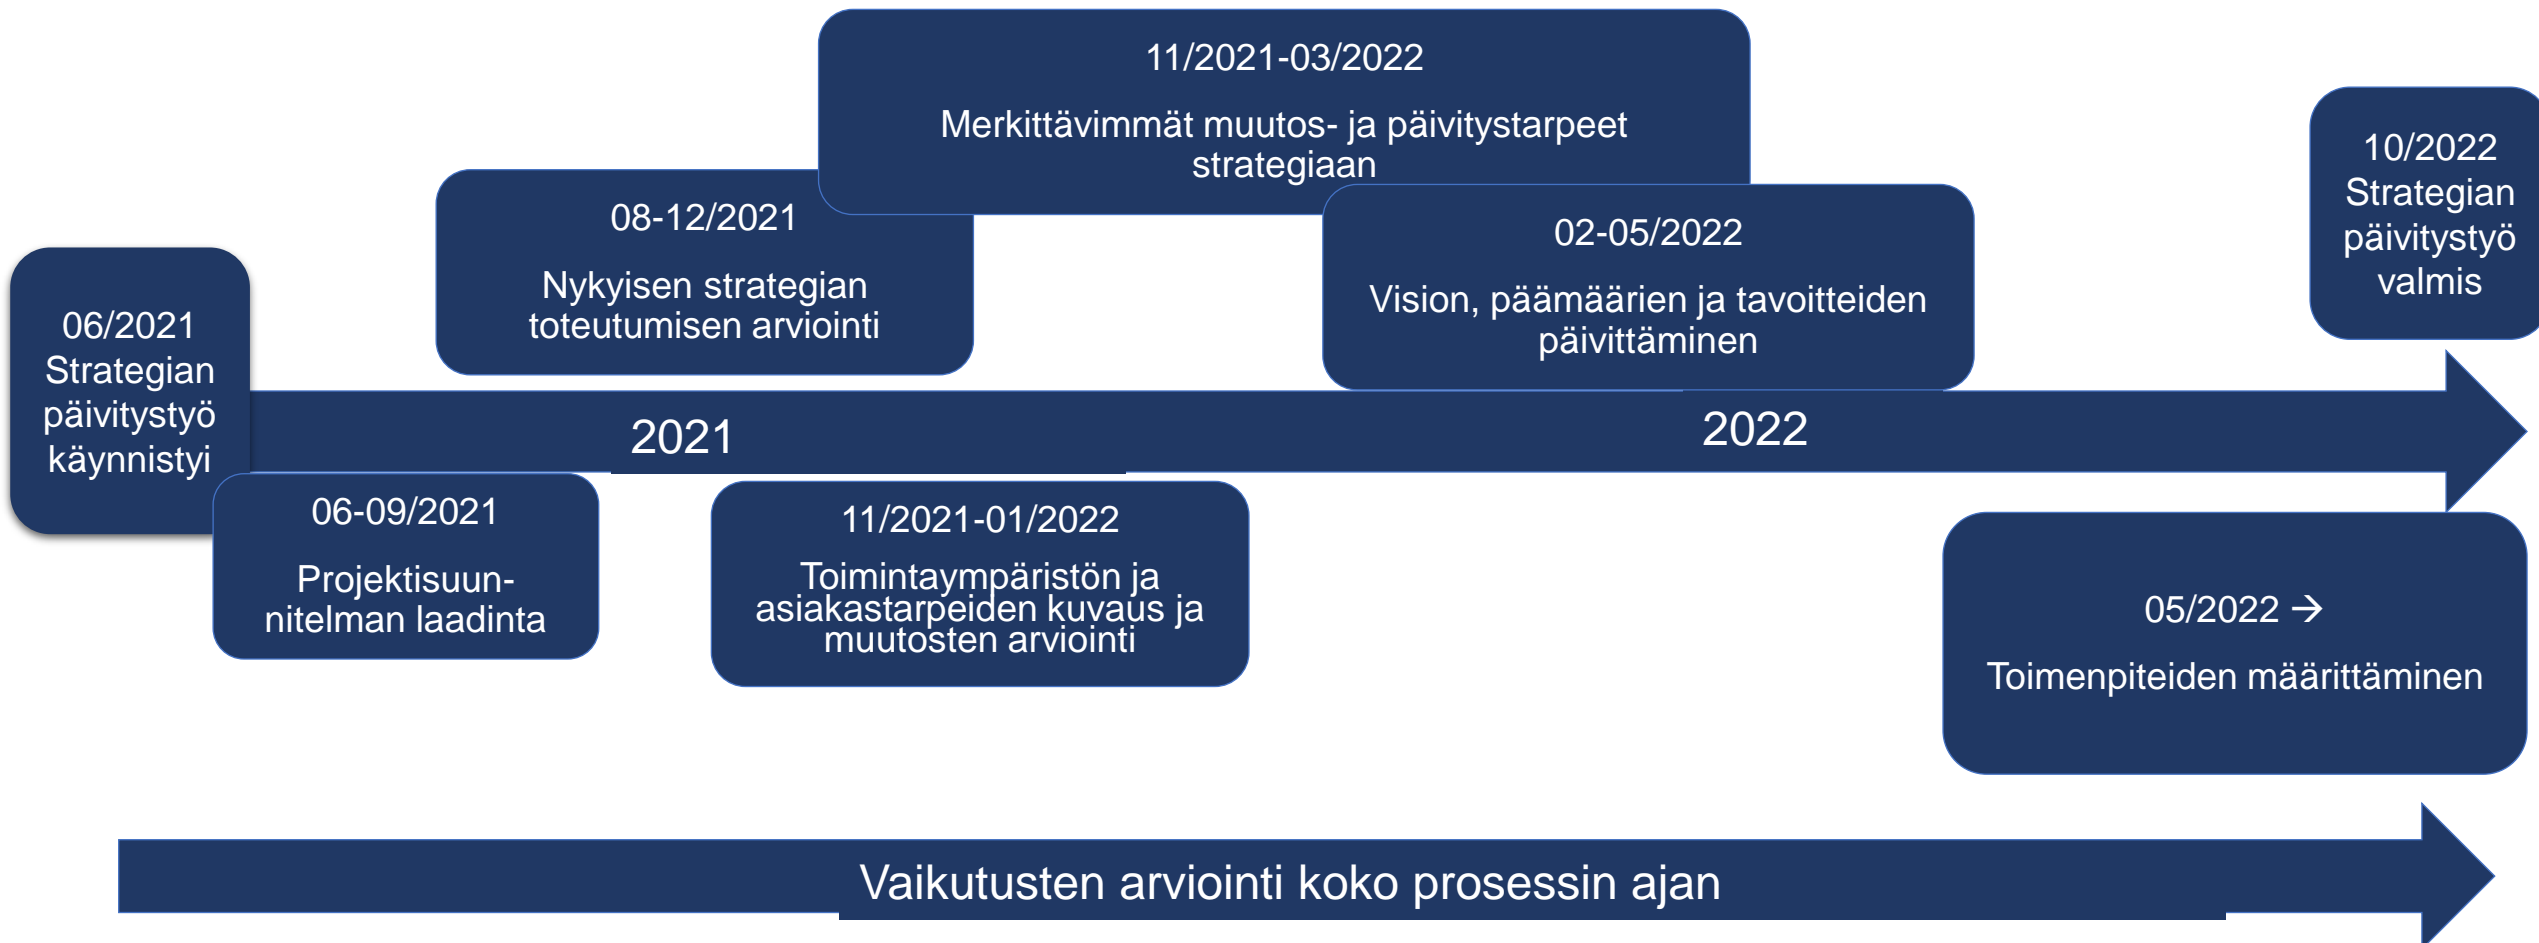 06/2021
Strategian
päivitystyö
käynnistyi
06-09/2021
Projektisuun-
nitelman laadinta
08-12/2021
Nykyisen strategian
toteutumisen arviointi
11/2021-01/2022
Toimintaympäristön ja
asiakastarpeiden kuvaus ja
muutosten arviointi
11/2021-03/2022
Merkittävimmät muutos- ja päivitystarpeet
strategiaan
02-05/2022
Vision, päämäärien ja tavoitteiden
päivittäminen
05/2022 →
Toimenpiteiden määrittäminen
10/2022
Strategian
päivitystyö
valmis
2021
2022
Vaikutusten arviointi koko prosessin ajan